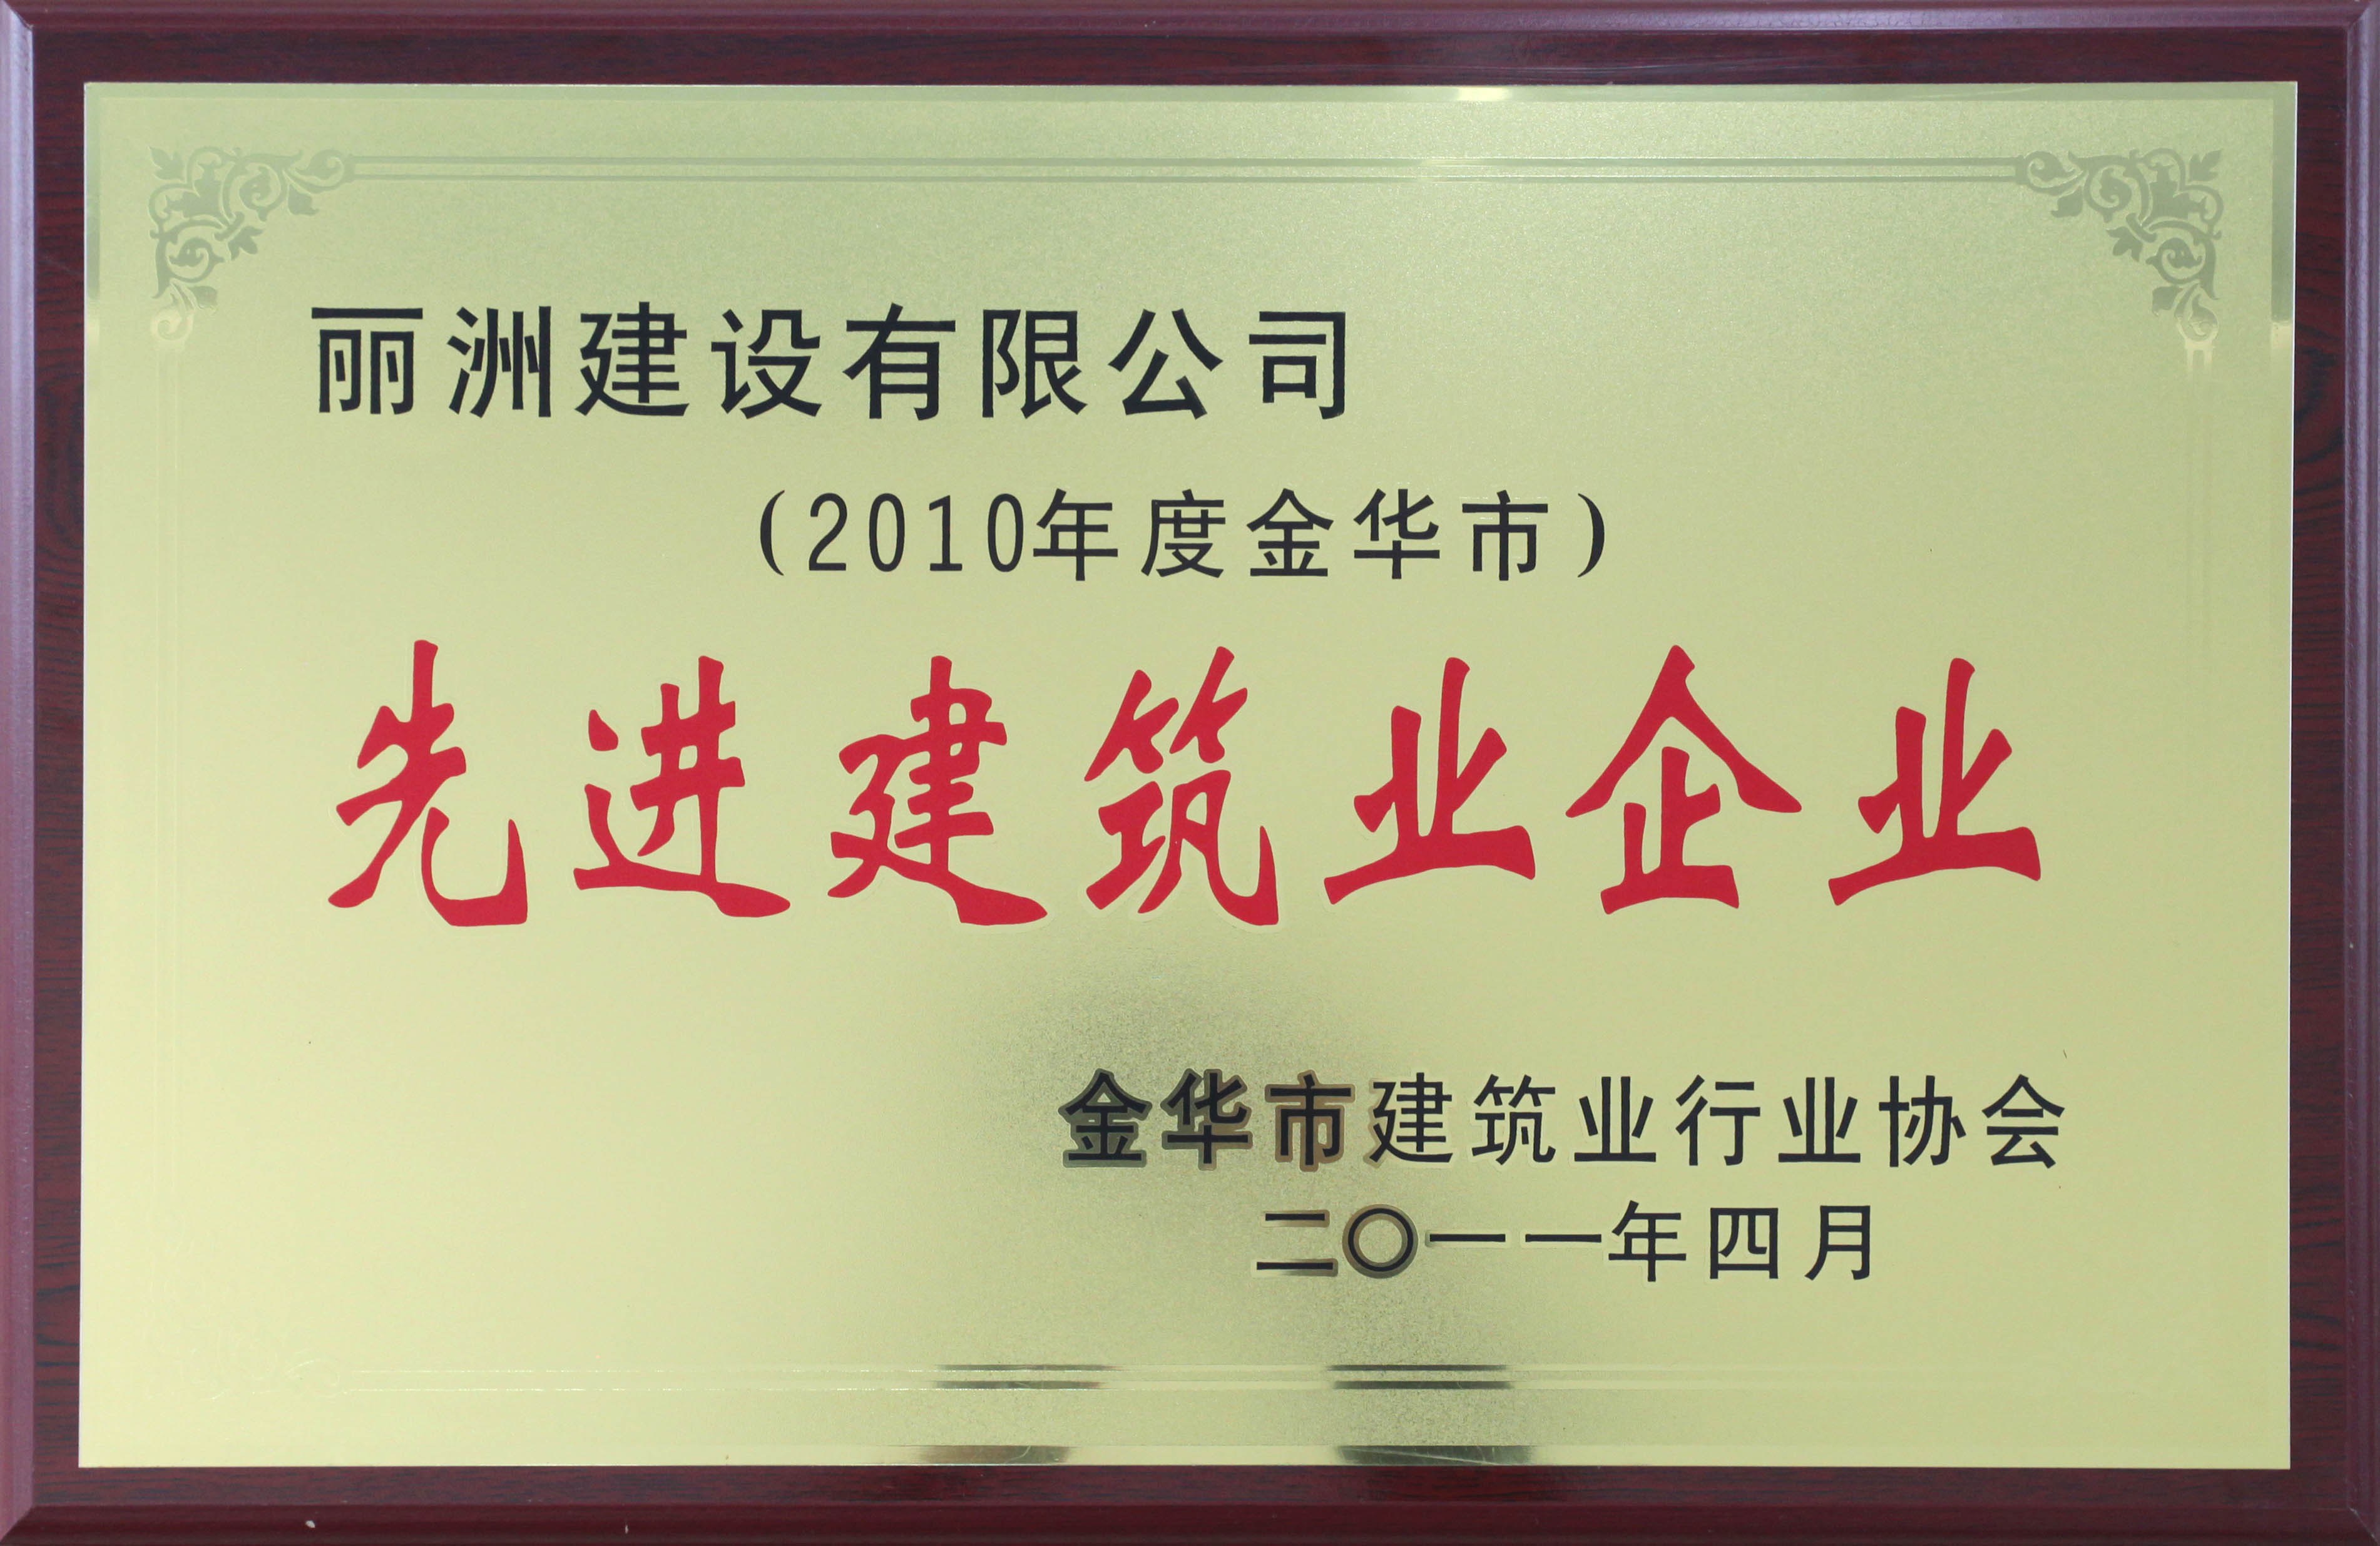 丽洲建设有限公司
（2010年度金华市）
先进建筑业企业
金华市建筑业行业协会
二〇一一年四月